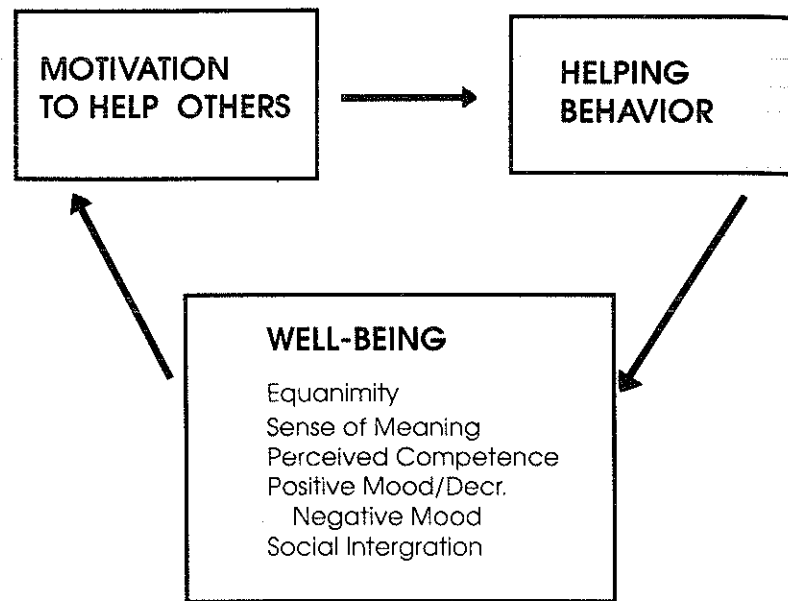 MOTIVATION
TO HELP OTHERS
HELPING
BEHAVIOR
WELL-BEING
Equanimity
Sense of Meaning
Perceived Competence
Positive Mood/Decr.
Negative Mood
Social Intergration